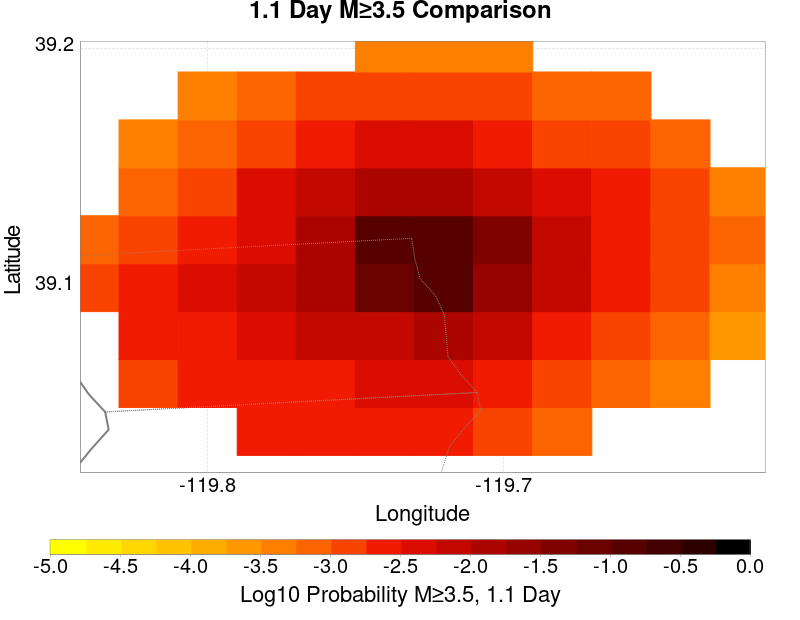 1.1 Day M≥3.5 Comparison
39.2
39.1
Latitude
-119.8
-119.7
Longitude
-5.0 -4.5 -4.0 -3.5 -3.0 -2.5 -2.0 -1.5 -1.0 -0.5 0.0
Log10 Probability M≥3.5, 1.1 Day